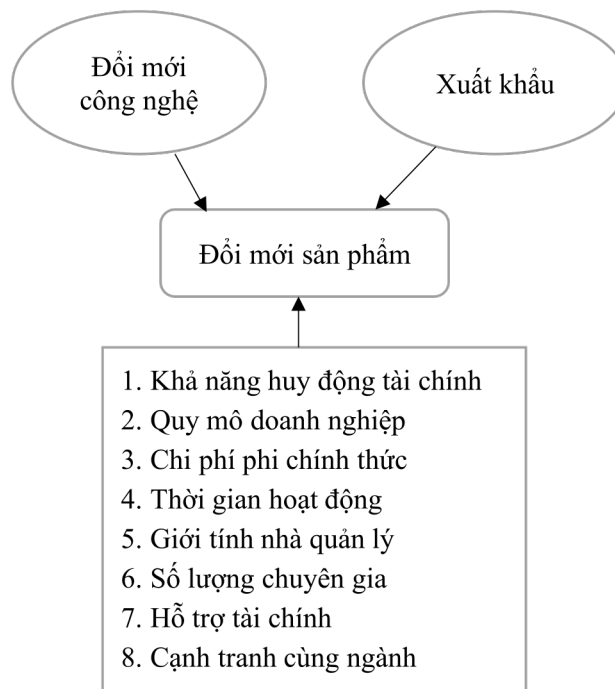 Đổi mới
công nghệ
Xuất khẩu
Đổi mới sản phẩm
1. Khả năng huy động tài chính
2. Quy mô doanh nghiệp
3. Chi phí phi chính thức
4. Thời gian hoạt động
5. Giới tính nhà quản lý
6. Số lượng chuyên gia
7. Hỗ trợ tài chính
8. Cạnh tranh cùng ngành